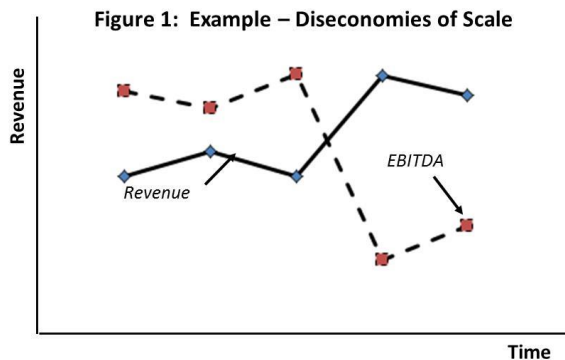 Figure 1:  Example – Diseconomies of Scale
Revenue
EBITDA
Revenue
Time